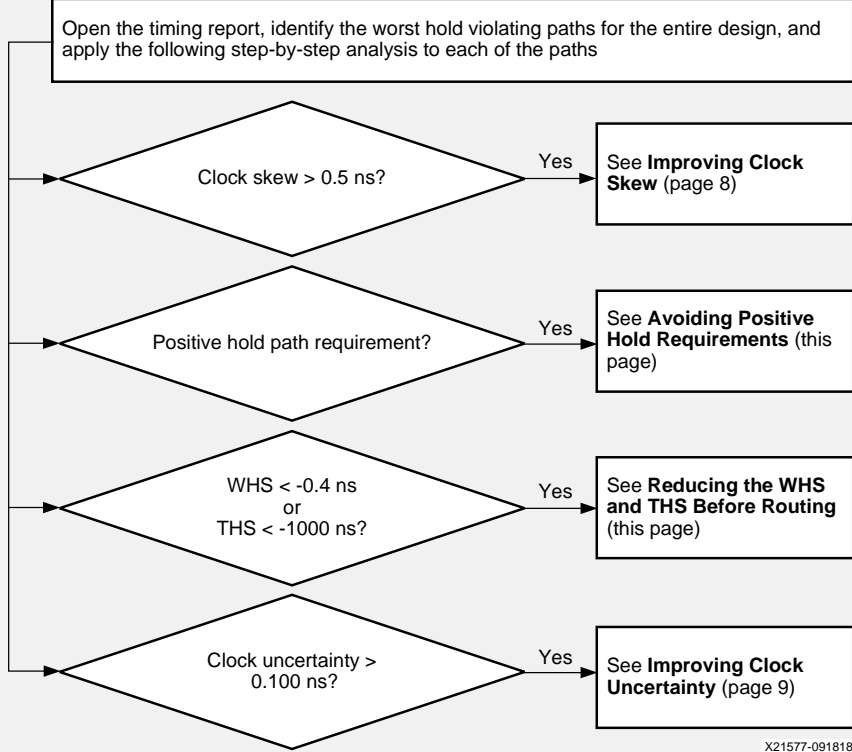 Open the timing report, identify the worst hold violating paths for the entire design, and
apply the following step-by-step analysis to each of the paths
Clock skew > 0.5 ns?
Yes
See Improving Clock
Skew (page 8)
Positive hold path requirement?
Yes
See Avoiding Positive
Hold Requirements (this
page)
WHS < -0.4 ns
or
THS < -1000 ns?
Yes
See Reducing the WHS
and THS Before Routing
(this page)
Clock uncertainty >
0.100 ns?
Yes
See Improving Clock
Uncertainty (page 9)
X21577-091818